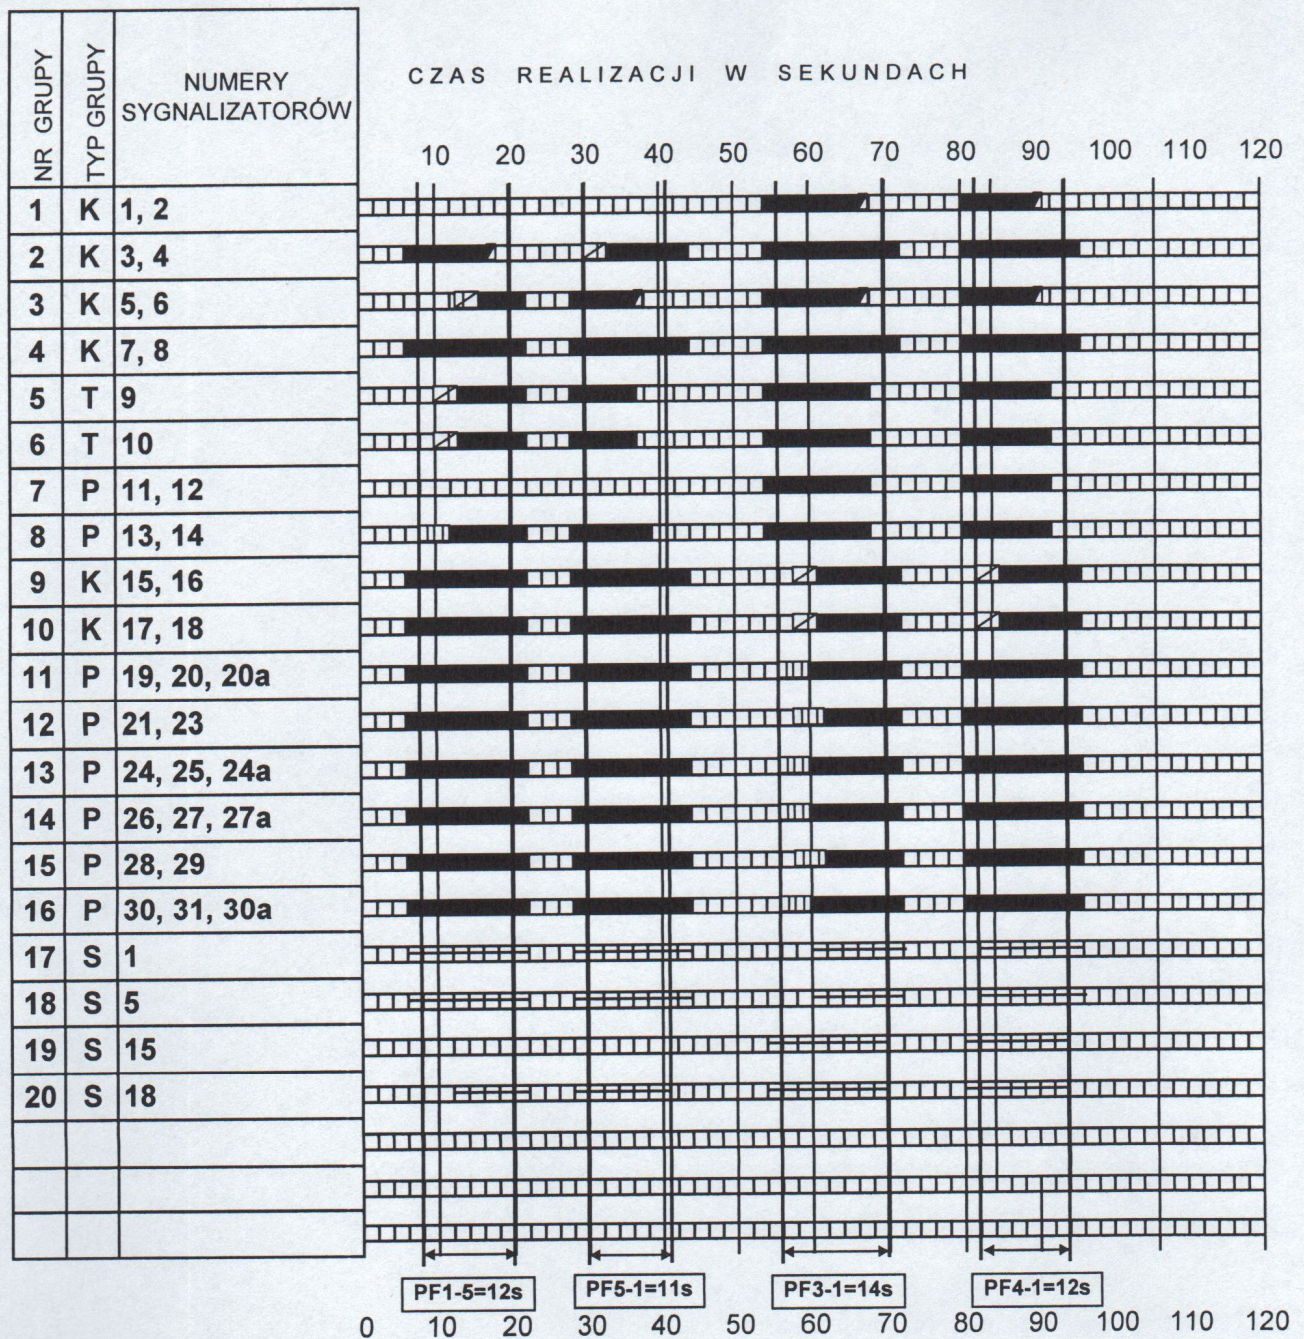 NR GRUPY
TYP GRUPY
NUMERY
SYGNALIZATORÓW
CZAS REALIZACJI W SEKUNDACH
10 20 30 40 50 60 70 80 90 100 110 120
1 K 1, 2
2 K 3, 4
3 K 5, 6
4 K 7, 8
5 T 9
6 T 10
7 P 11, 12
8 P 13, 14
9 K 15, 16
10 K 17, 18
11 P 19, 20, 20a
12 P 21, 23
13 P 24, 25, 24a
14 P 26, 27, 27a
15 P 28, 29
16 P 30, 31, 30a
17 S 1
18 S 5
19 S 15
20 S 18
PF1-5=12s PF5-1=11s PF3-1=14s PF4-1=12s
0 10 20 30 40 50 60 70 80 90 100 110 120